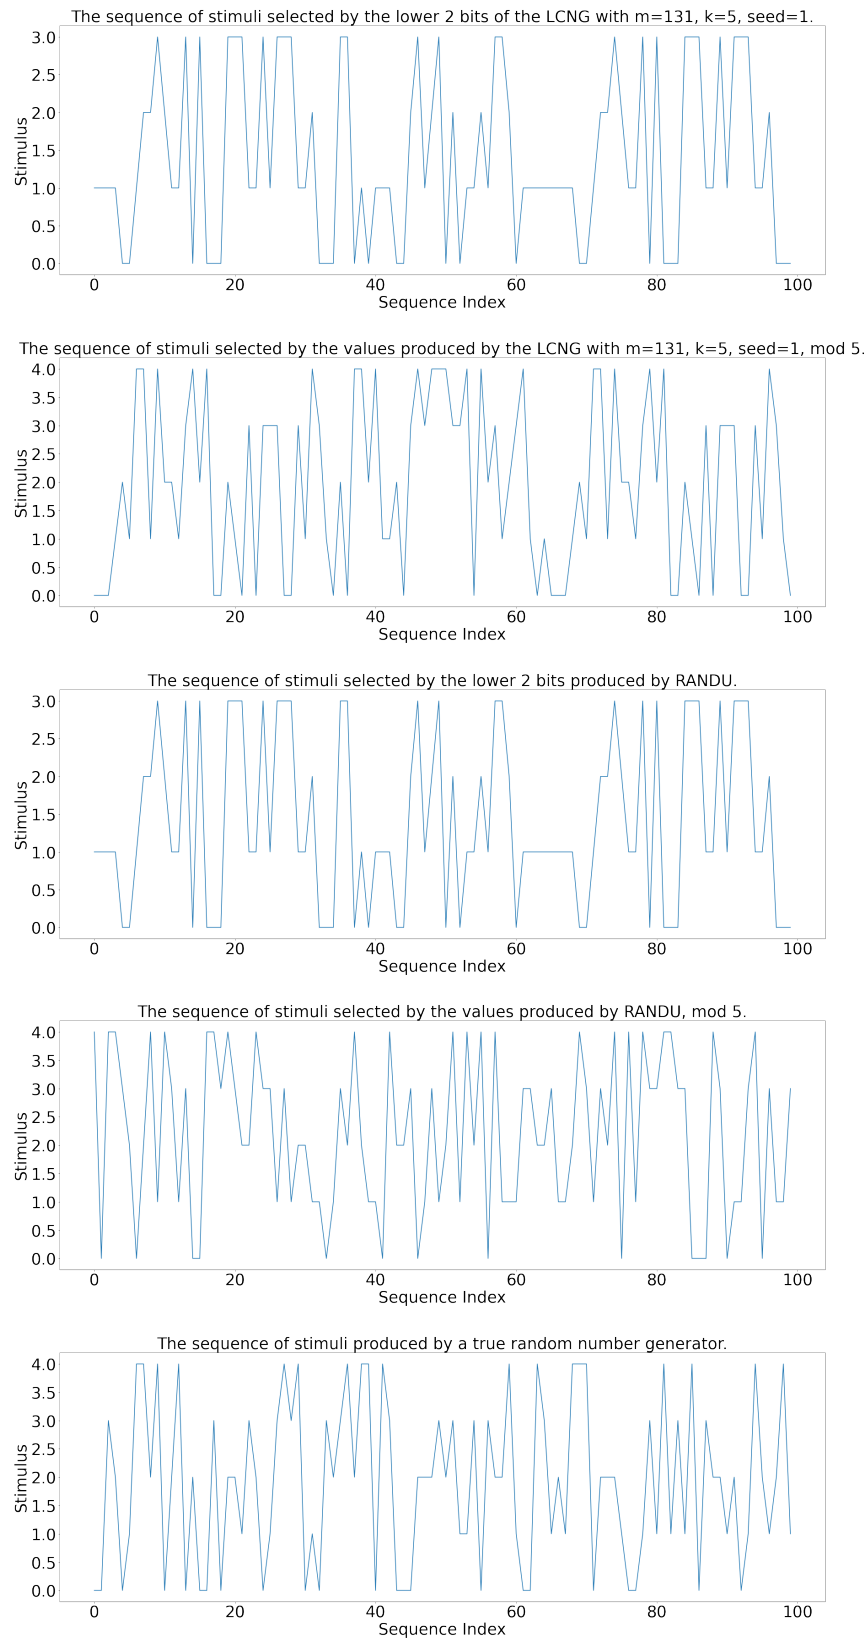 The sequence of stimuli selected by the lower 2 bits of the LCNG with m=131, k=5, seed=1.
3.0
2.5
2.0
1.5
1.0
0.5
0.0
Stimulus
0 20 40 60 80 100
Sequence Index
The sequence of stimuli selected by the values produced by the LCNG with m=131, k=5, seed=1, mod 5.
4.0
3.5
3.0
2.5
2.0
1.5
1.0
0.5
0.0
Stimulus
0 20 40 60 80 100
Sequence Index
The sequence of stimuli selected by the lower 2 bits produced by RANDU.
3.0
2.5
2.0
1.5
1.0
0.5
0.0
Stimulus
0 20 40 60 80 100
Sequence Index
The sequence of stimuli selected by the values produced by RANDU, mod 5.
4.0
3.5
3.0
2.5
2.0
1.5
1.0
0.5
0.0
Stimulus
0 20 40 60 80 100
Sequence Index
The sequence of stimuli produced by a true random number generator.
4.0
3.5
3.0
2.5
2.0
1.5
1.0
0.5
0.0
Stimulus
0 20 40 60 80 100
Sequence Index